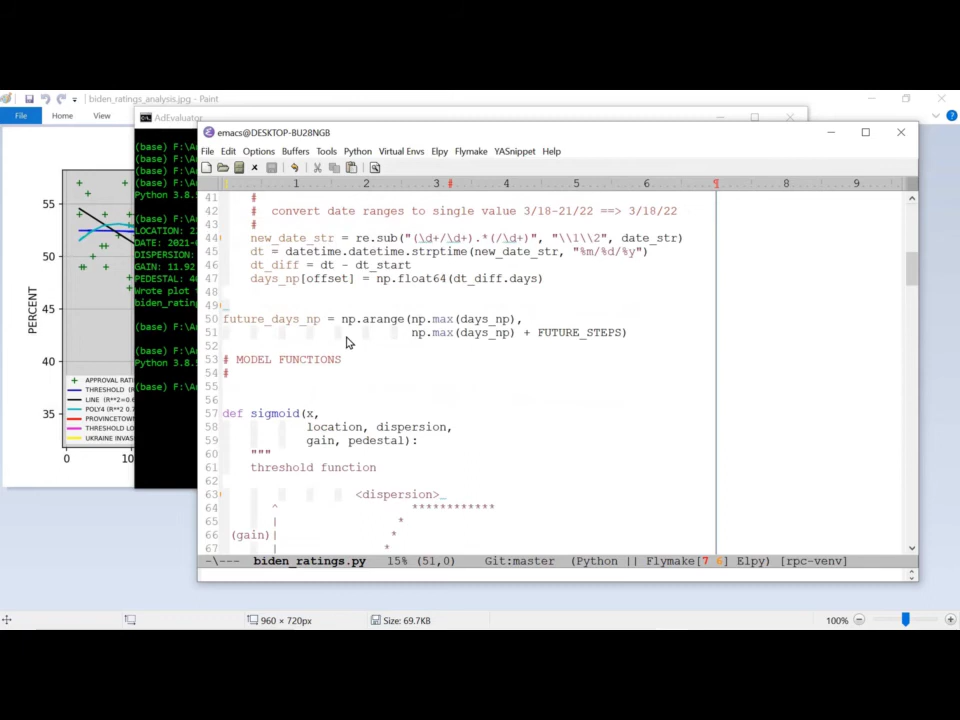 biden_ratings_analysis.jpg - Paint
File Home View
AdEvaluator
(base) F:\A
(base) F:\A
(base) F:\A
(base) F:\A
Python 3.8.
(base) F:\A
LOCATION: 2
DATE: 2021-
DISPERSION:
GAIN: 11.92
PEDESTAL: 4
Wrote plot
biden_rating
(base) F:\A
(base) F:\A
Python 3.8.
(base) F:\A
55
50
45
40
35
PERCENT
APPROVAL RATI
THRESHOLD (R
LINE (R**2=0.6
POLY4 (R**2 0.7
PROVINCETOWN
THRESHOLD LO
UKRAINE INVAS
0 10
emacs@DESKTOP-BU28NGB
File Edit Options Buffers Tools Python Virtual Envs Elpy Flymake YASnippet Help
1 2 3 4 5 6 7 8 9
41 #
42 # convert date ranges to single value 3/18-21/22 ==> 3/18/22
43 #
44 new_date_str = re.sub("(\d+/\d+).*(/\d+)", "\\1\\2", date_str)
45 dt = datetime.datetime.strptime(new_date_str, "%m/%d/%y")
46 dt_diff = dt - dt_start
47 days_np[offset] = np.float64(dt_diff.days)
48
49
50 future_days_np = np.arange(np.max(days_np),
51 np.max(days_np) + FUTURE_STEPS)
52
53 # MODEL FUNCTIONS
54 #
55
56
57 def sigmoid(x,
58 location, dispersion,
59 gain, pedestal):
60 """
61 threshold function
62
63 <dispersion>_
64 ^ ************
65 | *
66 (gain)| *
67 | *
-\--- biden_ratings.py 15% (51,0) Git:master (Python || Flymake[7 6] Elpy) [rpc-venv]
960 × 720px Size: 69.7KB 100%